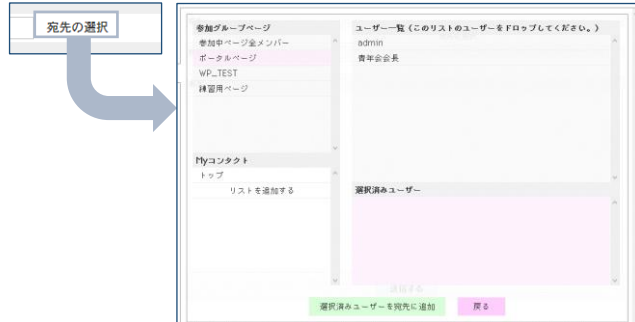 宛先の選択
参加グループページ
参加中ページ全メンバー
ポータルページ
WP_TEST
練習用ページ
Myコンタクト
トップ
リストを追加する
ユーザー一覧（このリストのユーザーをドロップしてください。）
admin
青年会会長
選択済みユーザー
送信する
選択済みユーザーを宛先に追加
戻る